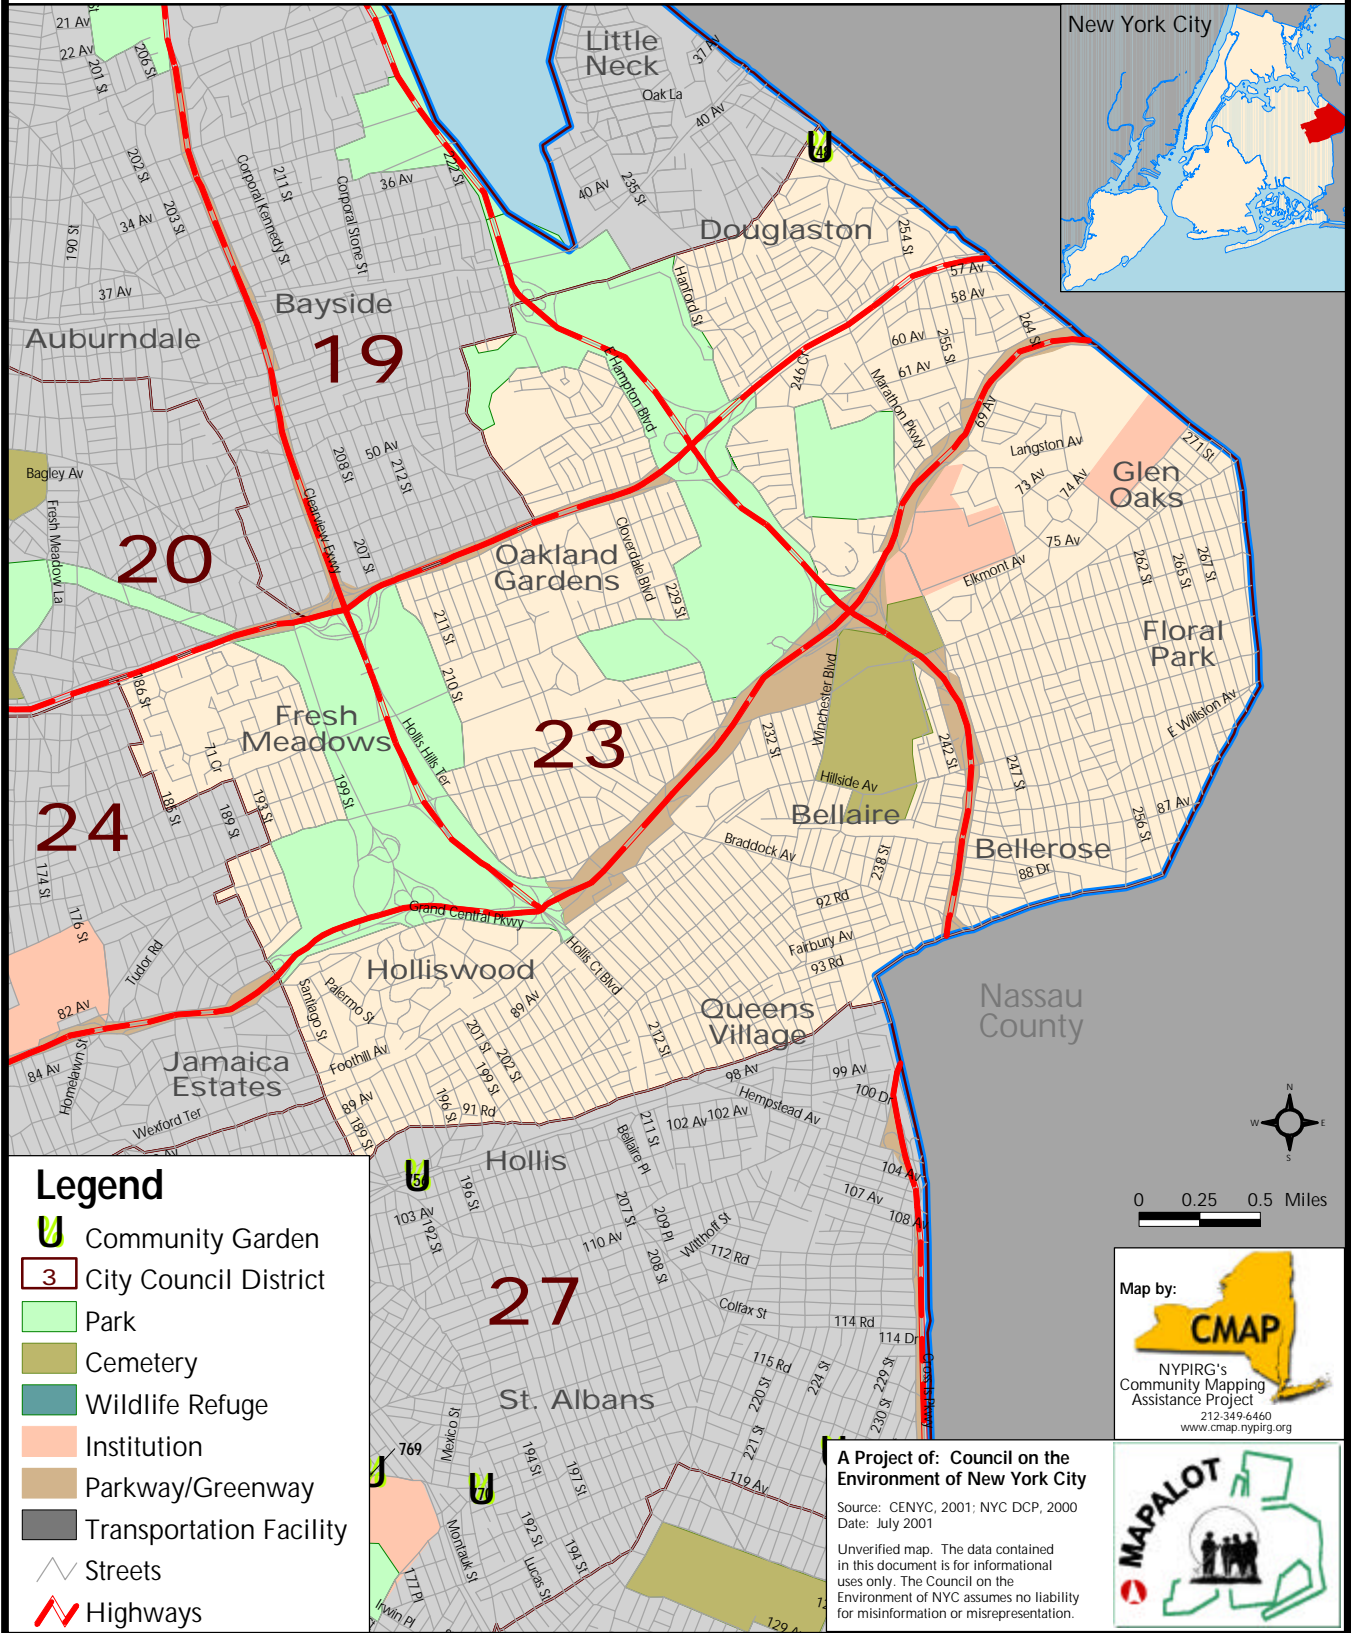 New York City
Little
Neck
37 Av
Oak La
40 Av
40 Av
235 St
21 Av
22 Av
201 St
206 St
St
202 St
34 Av
203 St
190 St
37 Av
Corporal Kennedy St
211 St
Corporal Stone St
36 Av
222 St
Bayside
19
Auburndale
Douglaston
254 St
Hanford St
57 Av
58 Av
264 St
60 Av
255 St
61 Av
246 Cr
Marathon Pkwy
E Hampton Blvd
69 Av
Langston Av
73 Av
74 Av
271 St
Glen
Oaks
75 Av
Elkmont Av
262 St
265 St
267 St
Floral
Park
E Williston Av
50 Av
208 St
212 St
Bagley Av
Fresh Meadow La
20
Clearview Exwy
207 St
Oakland
Gardens
Cloverdale Blvd
229 St
211 St
210 St
186 St
Fresh
Meadows
71 Cr
Hollis Hills Ter
23
Winchester Blvd
232 St
242 St
247 St
Hillside Av
Bellaire
256 St
87 Av
24
185 St
189 St
193 St
199 St
174 St
176 St
Tudor Rd
82 Av
84 Av
Homelawn St
Braddock Av
238 St
Bellerose
88 Dr
92 Rd
Fairbury Av
93 Rd
Grand Central Pkwy
Hollis Ct Blvd
Holliswood
Santiago St
Palermo St
89 Av
Foothill Av
201 St
202 St
199 St
196 St
91 Rd
212 St
Queens
Village
Nassau
County
Jamaica
Estates
Wexford Ter
Av
89 Av
189 St
98 Av
99 Av
100 Dr
Hempstead Av
102 Av
102 Av
211 St
Bellaire Pl
Hollis
104 Av
107 Av
108 Av
196 St
103 Av
192 St
207 St
209 Pl
110 Av
208 St
Witthoff St
112 Rd
27
Colfax St
114 Rd
114 Dr
115 Rd
220 St
224 St
229 St
230 St
221 St
Cross Is Pkwy
St. Albans
Mexico St
769
770
194 St
197 St
192 St
194 St
Montauk St
Lucas St
177 Pl
Irwin Pl
119 Av
129 Av
N
W
E
S
0 0.25 0.5 Miles
Legend
Community Garden
3 City Council District
Park
Cemetery
Wildlife Refuge
Institution
Parkway/Greenway
Transportation Facility
Streets
Highways
Map by:
CMAP
NYPIRG's
Community Mapping
Assistance Project
212-349-6460
www.cmap.nypirg.org
A Project of: Council on the
Environment of New York City
Source: CENYC, 2001; NYC DCP, 2000
Date: July 2001
Unverified map. The data contained
in this document is for informational
uses only. The Council on the
Environment of NYC assumes no liability
for misinformation or misrepresentation.
MAPALOT